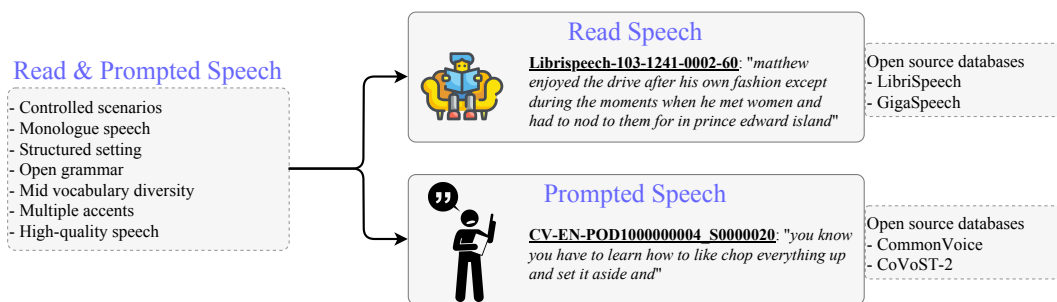 Read & Prompted Speech
- Controlled scenarios
- Monologue speech
- Structured setting
- Open grammar
- Mid vocabulary diversity
- Multiple accents
- High-quality speech
Read Speech
Librispeech-103-1241-0002-60: "matthew
enjoyed the drive after his own fashion except
during the moments when he met women and
had to nod to them for in prince edward island"
Open source databases
- LibriSpeech
- GigaSpeech
Prompted Speech
CV-EN-POD1000000004_S0000020: "you know
you have to learn how to like chop everything up
and set it aside and"
Open source databases
- CommonVoice
- CoVoST-2